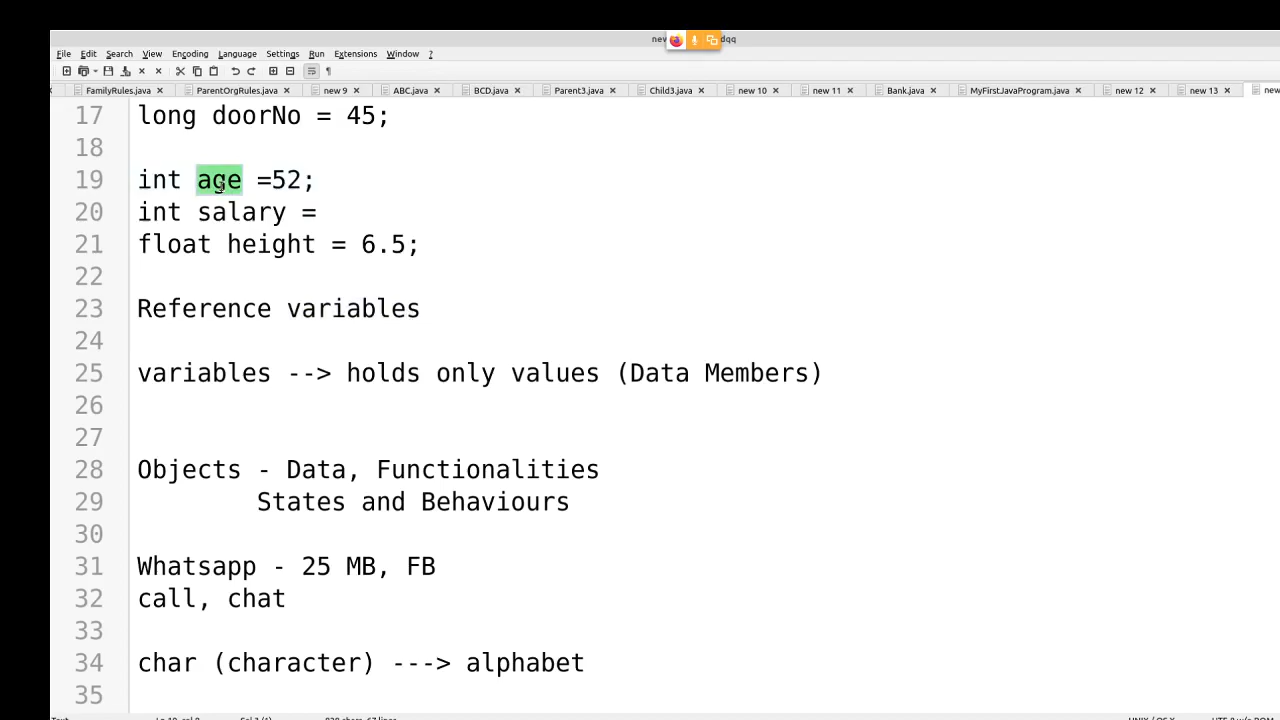 new dqq
File Edit Search View Encoding Language Settings Run Extensions Window ?
FamilyRules.java ParentOrgRules.java new 9 ABC.java BCD.java Parent3.java Child3.java new 10 new 11 Bank.java MyFirstJavaProgram.java new 12 new 13 new
17 long doorNo = 45;
18
19 int age =52;
20 int salary =
21 float height = 6.5;
22
23 Reference variables
24
25 variables --> holds only values (Data Members)
26
27
28 Objects - Data, Functionalities
29 States and Behaviours
30
31 Whatsapp - 25 MB, FB
32 call, chat
33
34 char (character) ---> alphabet
35